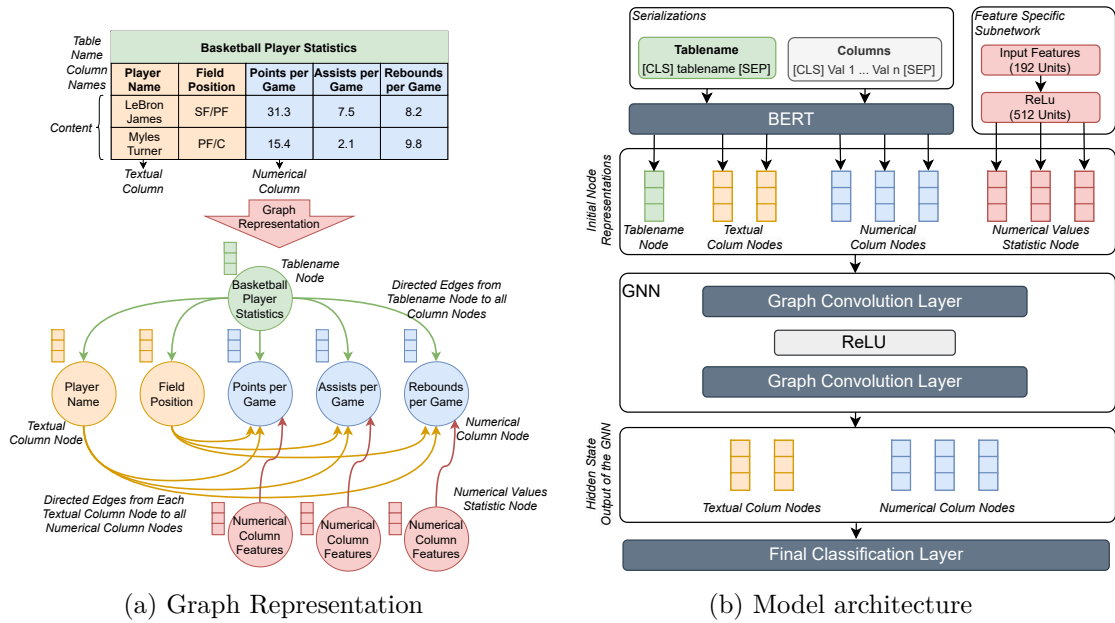 Table
Name
Column
Names
Basketball Player Statistics
Player
Name
Field
Position
Points per
Game
Assists per
Game
Rebounds
per Game
Content
LeBron
James
SF/PF
31.3
7.5
8.2
Myles
Turner
PF/C
15.4
2.1
9.8
Textual
Column
Numerical
Column
Graph
Representation
Tablename
Node
Basketball
Player
Statistics
Directed Edges from
Tablename Node to all
Column Nodes
Player
Name
Field
Position
Points per
Game
Assists per
Game
Rebounds
per Game
Textual
Column Node
Numerical
Column Node
Directed Edges from Each
Textual Column Node to all
Numerical Column Nodes
Numerical Values
Statistic Node
Numerical
Column
Features
Numerical
Column
Features
Numerical
Column
Features
(a) Graph Representation
Serializations
Tablename
[CLS] tablename [SEP]
Columns
[CLS] Val 1 ... Val n [SEP]
Feature Specific
Subnetwork
Input Features
(192 Units)
ReLu
(512 Units)
BERT
Initial Node
Representations
Tablename
Node
Textual
Colum Nodes
Numerical
Colum Nodes
Numerical Values
Statistic Node
GNN
Graph Convolution Layer
ReLU
Graph Convolution Layer
Hidden State
Output of the GNN
Textual Colum Nodes
Numerical Colum Nodes
Final Classification Layer
(b) Model architecture